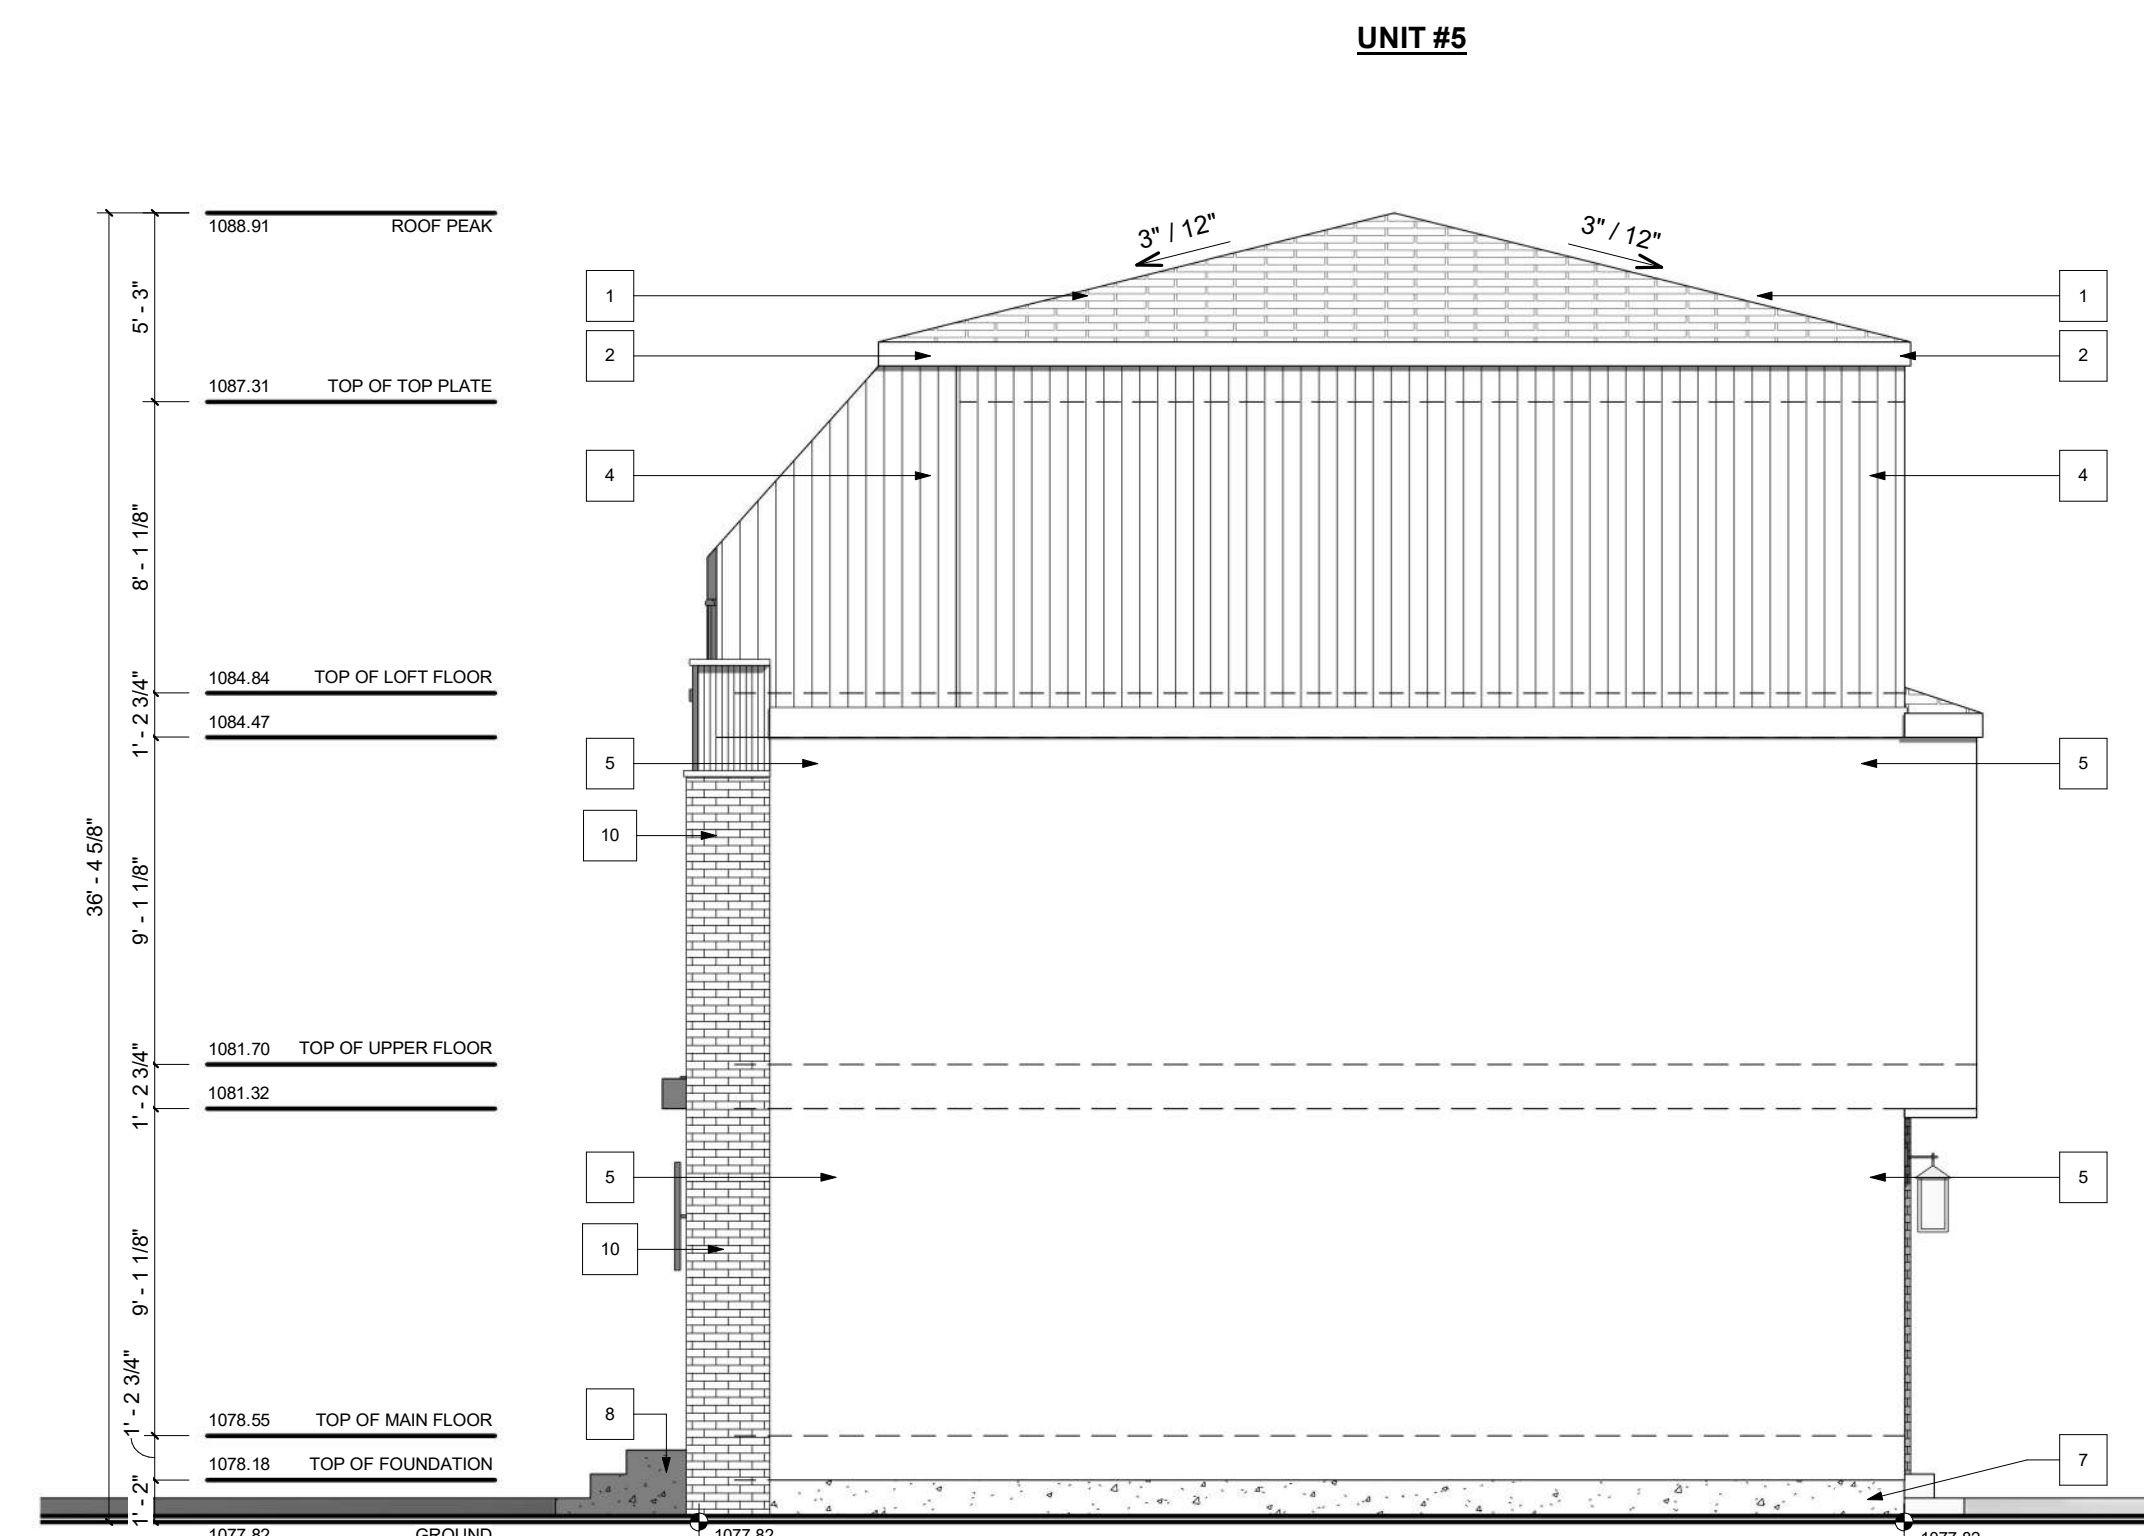 UNIT #5
3" / 12"
3" / 12"
1088.91 ROOF PEAK
5' - 3"
1
1
2
2
1087.31 TOP OF TOP PLATE
4
4
8' - 1 1/8"
1084.84 TOP OF LOFT FLOOR
1' - 2 3/4"
1084.47
5
5
10
36' - 4 5/8"
9' - 1 1/8"
1081.70 TOP OF UPPER FLOOR
1' - 2 3/4"
1081.32
5
5
10
9' - 1 1/8"
1' - 2 3/4"
8
1078.55 TOP OF MAIN FLOOR
1078.18 TOP OF FOUNDATION
7
1' - 2"
1077.82 GROUND
1077.82
1077.82